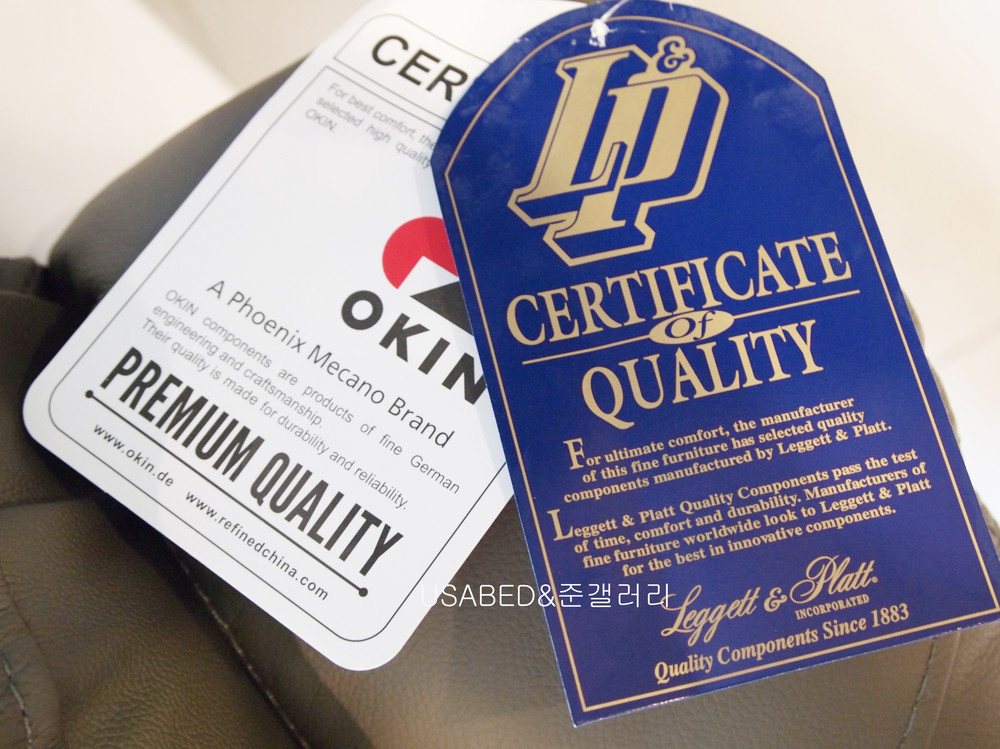 CER
For best comfort, the
selected high quality
OKIN.
OKIN
A Phoenix Mecano Brand
OKIN components are products of fine German
engineering and craftsmanship.
Their quality is made for durability and reliability.
PREMIUM QUALITY
www.okin.de www.refinedchina.com
L&P
CERTIFICATE
Of
QUALITY
For ultimate comfort, the manufacturer
of this fine furniture has selected quality
components manufactured by Leggett & Platt.
Leggett & Platt Quality Components pass the test
of time, comfort and durability. Manufacturers of
fine furniture worldwide look to Leggett & Platt
for the best in innovative components.
Leggett & Platt
INCORPORATED
Quality Components Since 1883
USABED&준갤러리